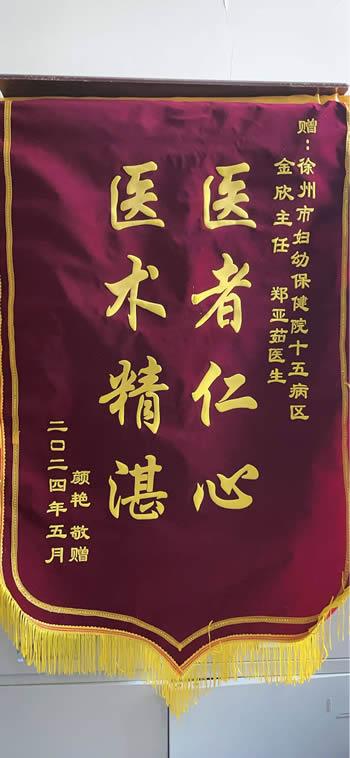 赠：徐州市妇幼保健院十五病区
金欣主任 郑亚茹医生
医者仁心
医术精湛
颜艳 敬赠
二〇二四年五月